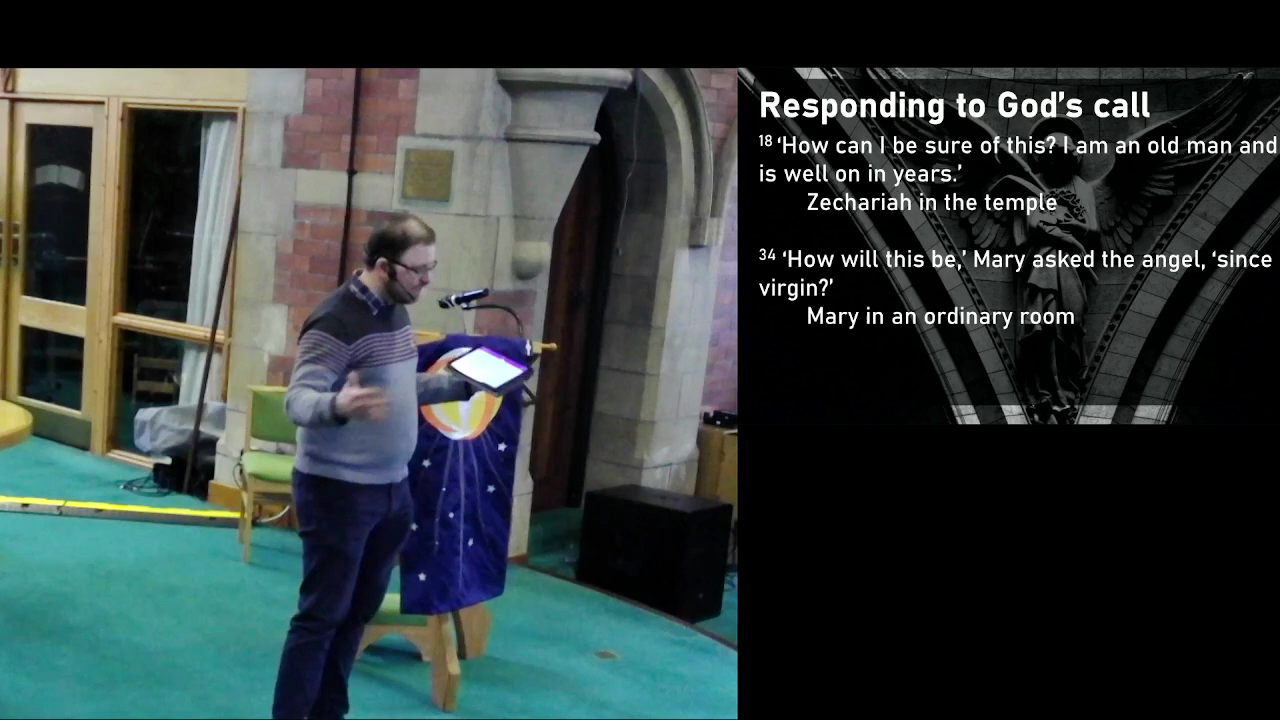 Responding to God's call
¹⁸ ‘How can I be sure of this? I am an old man and
is well on in years.’
Zechariah in the temple
³⁴ ‘How will this be,’ Mary asked the angel, ‘since
virgin?’
Mary in an ordinary room